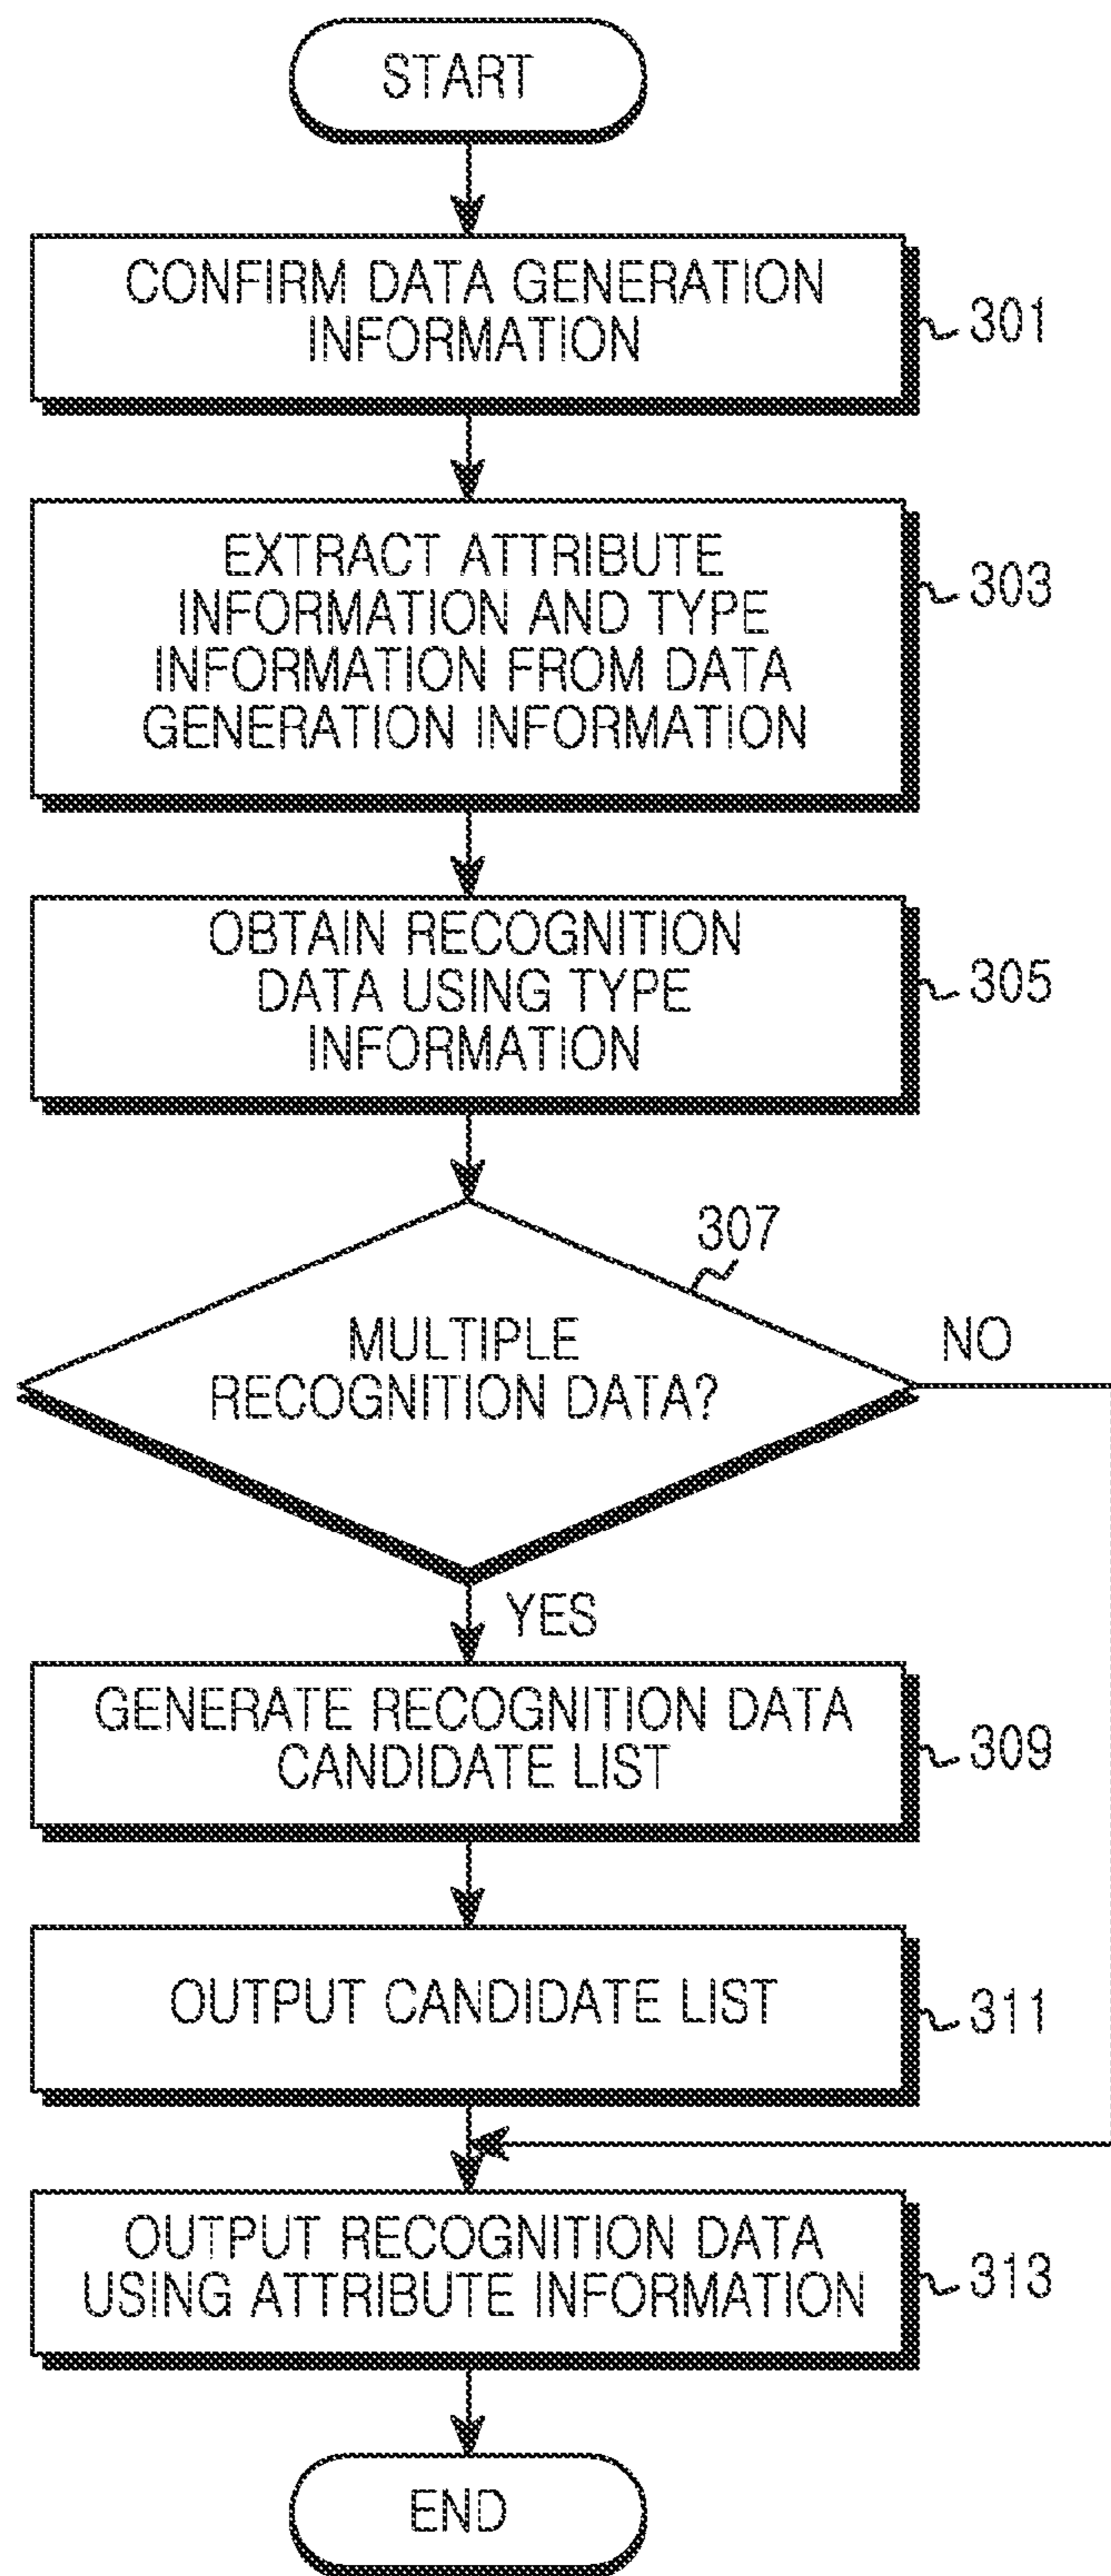 START
CONFIRM DATA GENERATION
INFORMATION
301
EXTRACT ATTRIBUTE
INFORMATION AND TYPE
INFORMATION FROM DATA
GENERATION INFORMATION
303
OBTAIN RECOGNITION
DATA USING TYPE
INFORMATION
305
307
MULTIPLE
RECOGNITION DATA?
NO
YES
GENERATE RECOGNITION DATA
CANDIDATE LIST
309
OUTPUT CANDIDATE LIST
311
OUTPUT RECOGNITION DATA
USING ATTRIBUTE INFORMATION
313
END